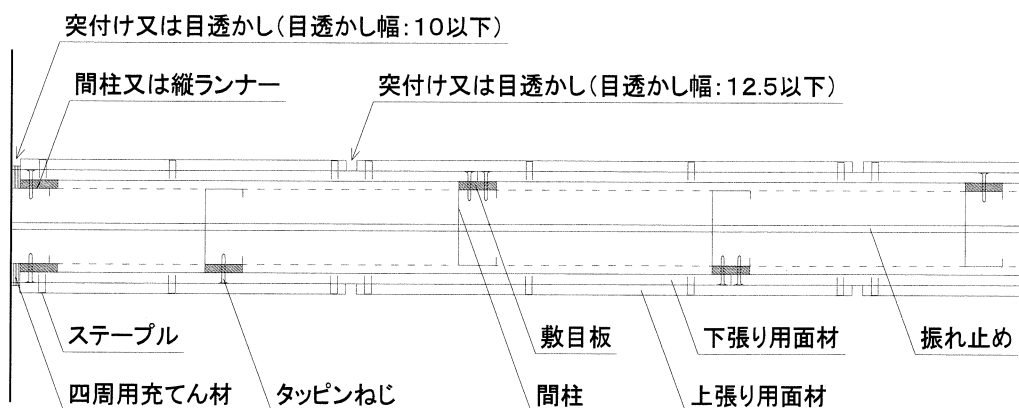 突付け又は目透かし(目透かし幅:10以下)
間柱又は縦ランナー
突付け又は目透かし(目透かし幅:12.5以下)
ステープル
敷目板
下張り用面材
振れ止め
四周用充てん材
タッピンねじ
間柱
上張り用面材